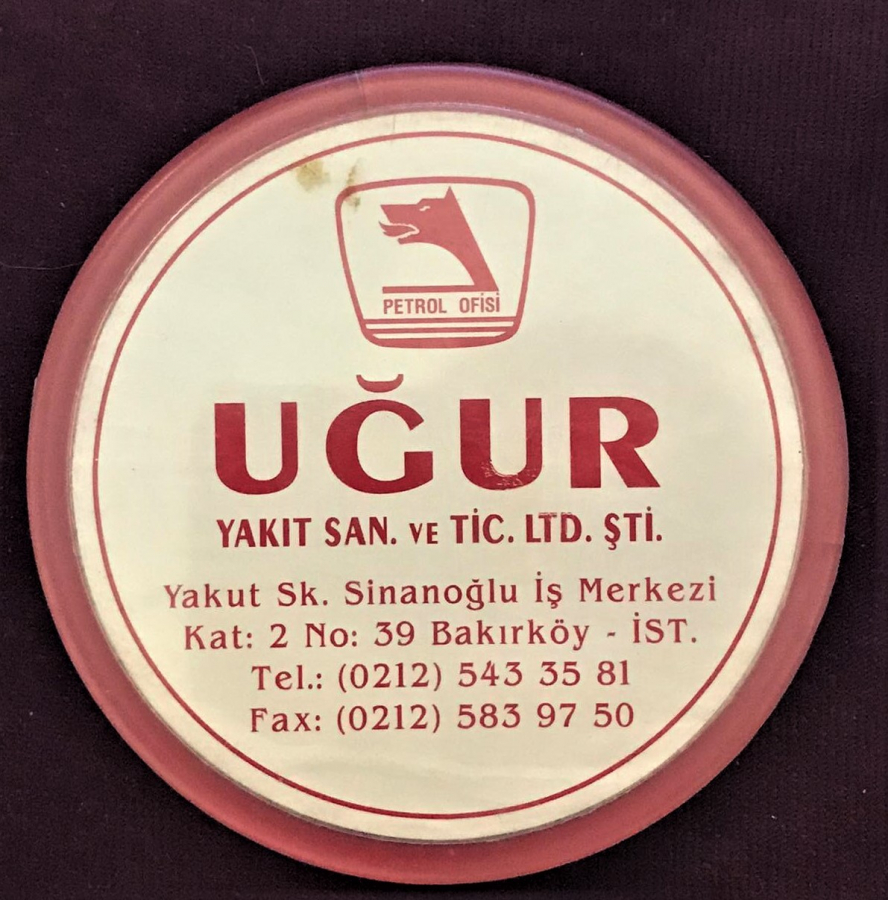 PETROL OFİSİ
UĞUR
YAKIT SAN. VE TİC. LTD. ŞTİ.
Yakut Sk. Sinanoğlu İş Merkezi
Kat: 2 No: 39 Bakırköy - İST.
Tel.: (0212) 543 35 81
Fax: (0212) 583 97 50